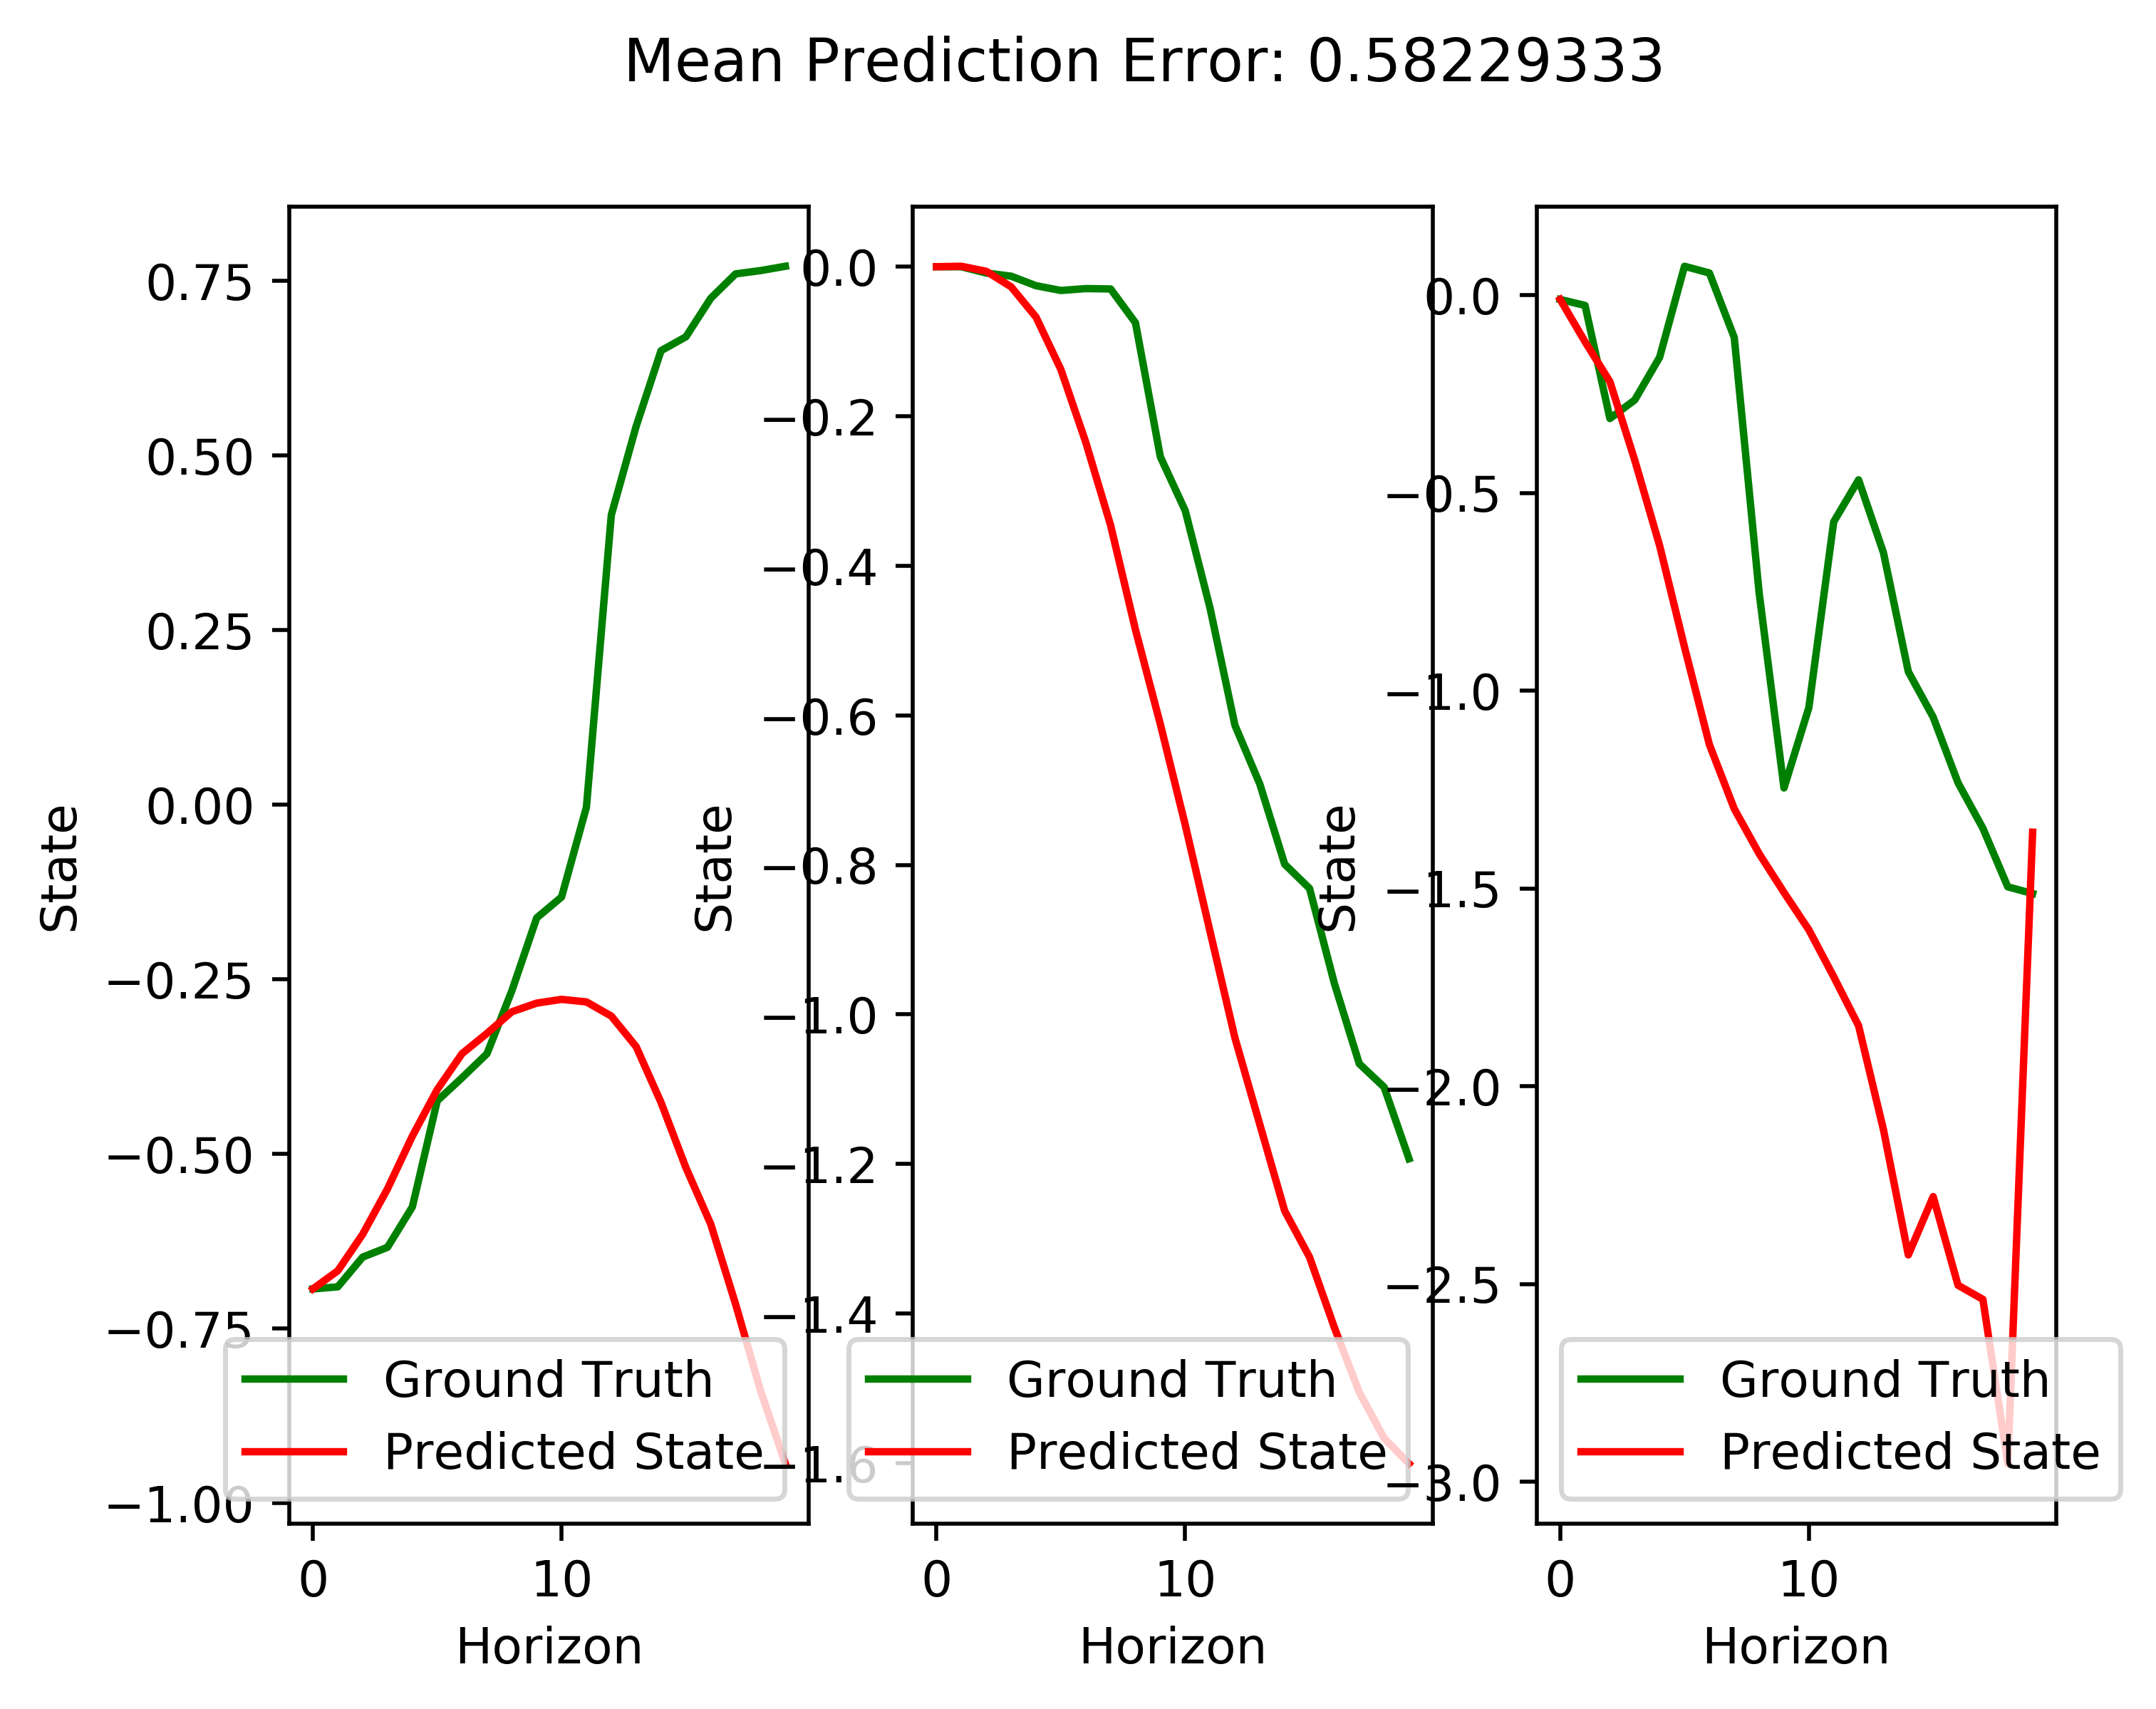 Mean Prediction Error: 0.58229333
State
0.75
0.50
0.25
0.00
−0.25
−0.50
−0.75
−1.00
Ground Truth
Predicted State
0 10
Horizon
State
0.0
−0.2
−0.4
−0.6
−0.8
−1.0
−1.2
−1.4
−1.6
Ground Truth
Predicted State
0 10
Horizon
State
0.0
−0.5
−1.0
−1.5
−2.0
−2.5
−3.0
Ground Truth
Predicted State
0 10
Horizon